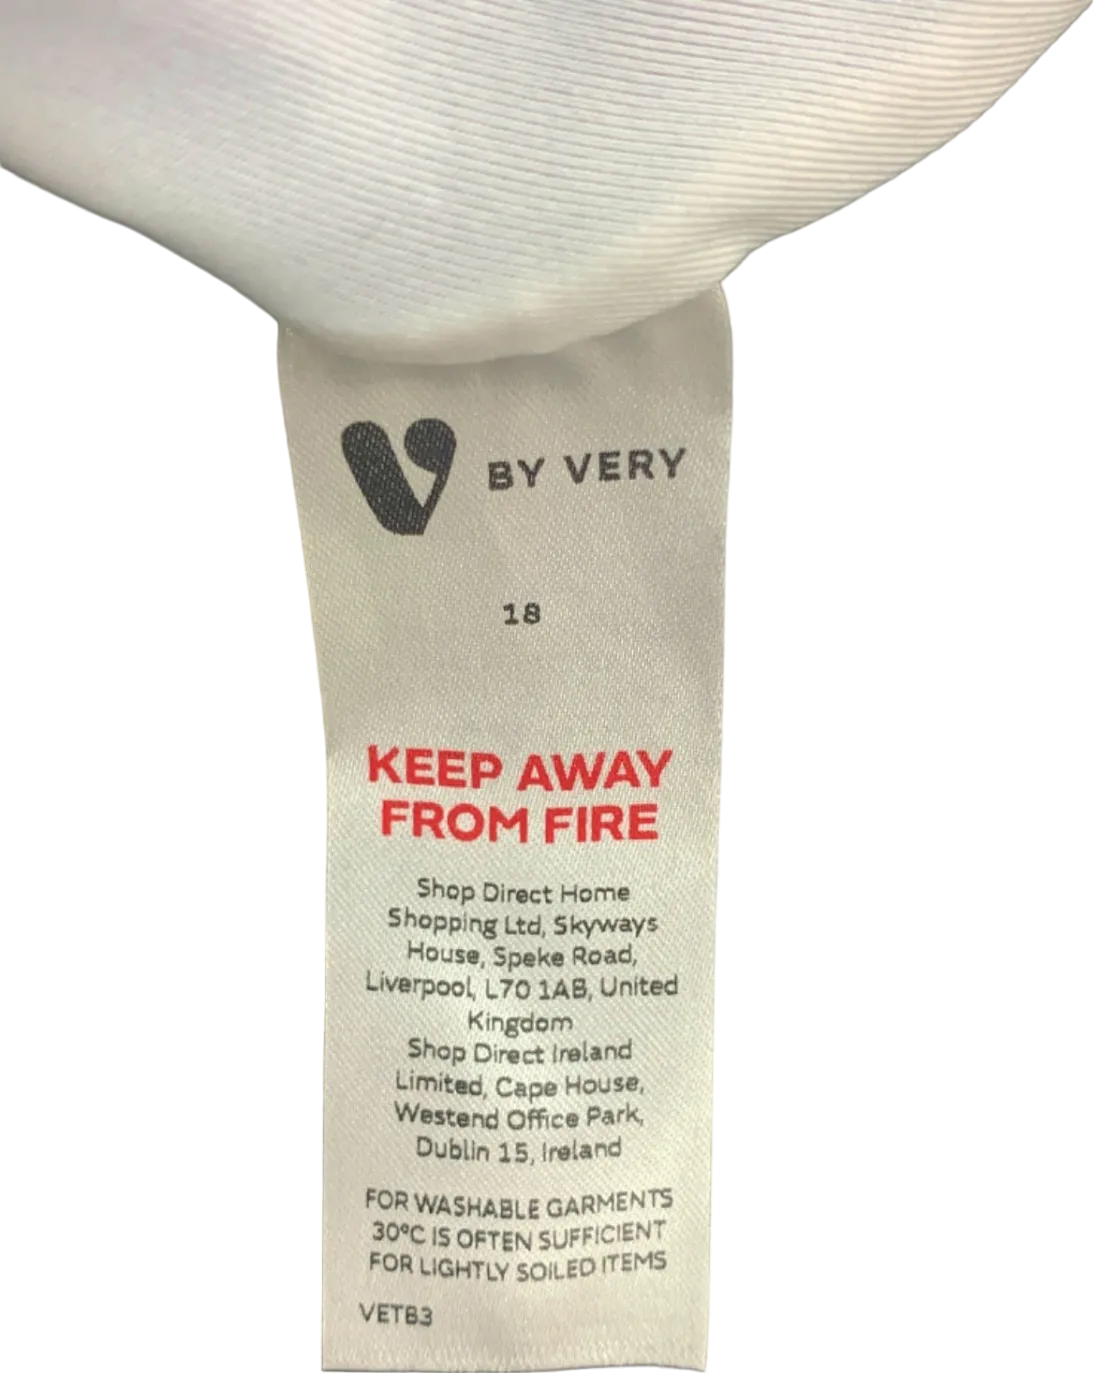 V BY VERY
18
KEEP AWAY
FROM FIRE
Shop Direct Home
Shopping Ltd, Skyways
House, Speke Road,
Liverpool, L70 1AB, United
Kingdom
Shop Direct Ireland
Limited, Cape House,
Westend Office Park,
Dublin 15, Ireland
FOR WASHABLE GARMENTS
30°C IS OFTEN SUFFICIENT
FOR LIGHTLY SOILED ITEMS
VETB3